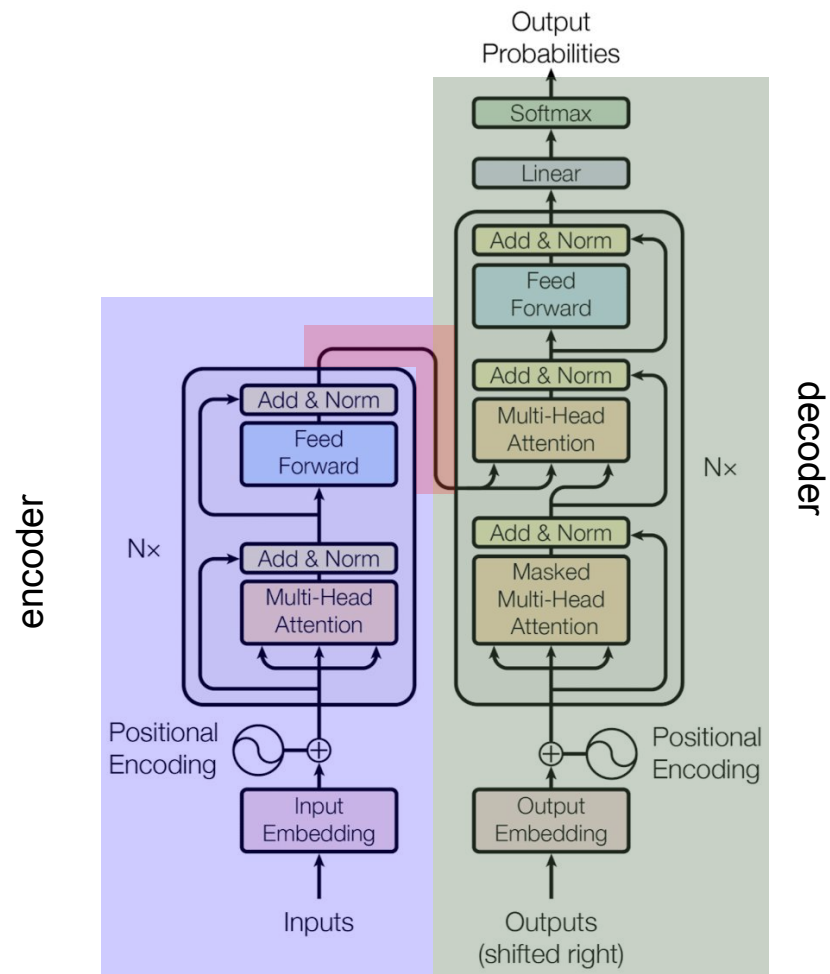 Output
Probabilities
Softmax
Linear
Add & Norm
Feed
Forward
Add & Norm
Multi-Head
Attention
Add & Norm
Masked
Multi-Head
Attention
Nx
Positional
Encoding
Output
Embedding
Outputs
(shifted right)
decoder
encoder
Add & Norm
Feed
Forward
Add & Norm
Multi-Head
Attention
N×
Positional
Encoding
Input
Embedding
Inputs